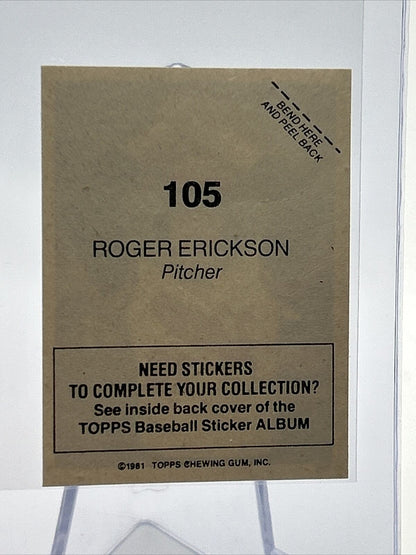 BEND HERE
AND PEEL BACK
105
ROGER ERICKSON
Pitcher
NEED STICKERS
TO COMPLETE YOUR COLLECTION?
See inside back cover of the
TOPPS Baseball Sticker ALBUM
©1981 TOPPS CHEWING GUM, INC.